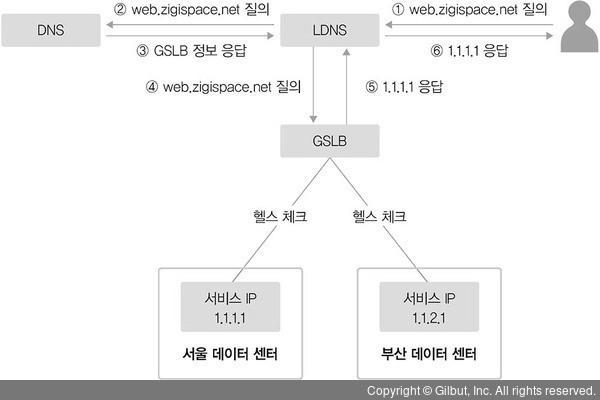 ② web.zigispace.net 질의
① web.zigispace.net 질의
DNS
LDNS
③ GSLB 정보 응답
⑥ 1.1.1.1 응답
④ web.zigispace.net 질의
⑤ 1.1.1.1 응답
GSLB
헬스 체크
헬스 체크
서비스 IP
1.1.1.1
서울 데이터 센터
서비스 IP
1.1.2.1
부산 데이터 센터
Copyright © Gilbut, Inc. All rights reserved.